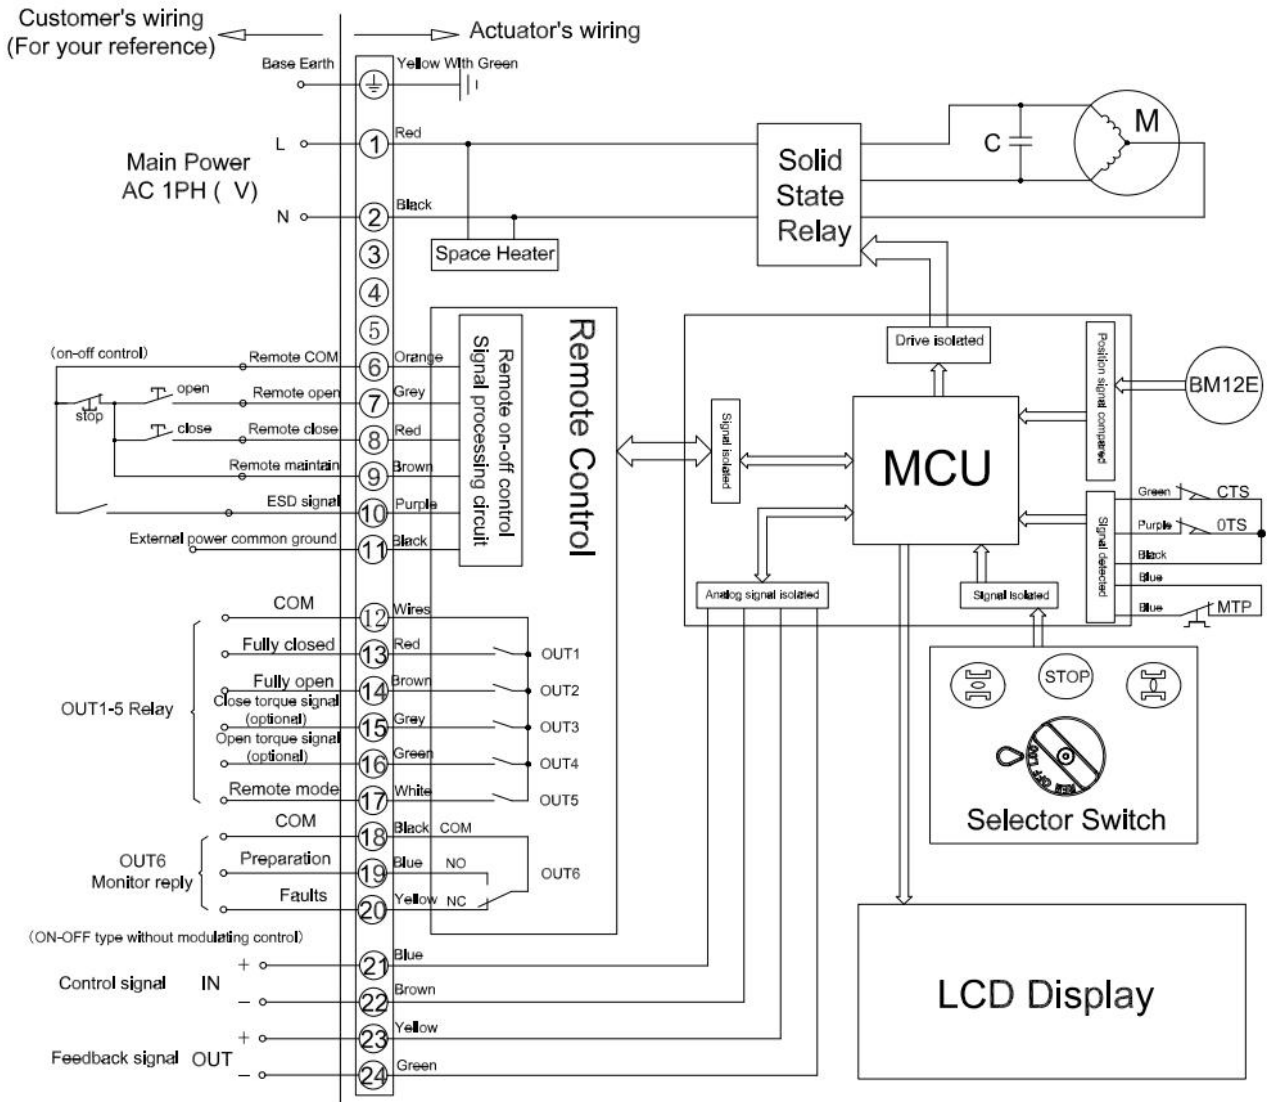 Customer's wiring
(For your reference)
Actuator's wiring
Base Earth
Yellow With Green
L
1
Red
Main Power
AC 1PH ( V)
N
2
Black
3
4
5
Space Heater
Solid
State
Relay
C
M
(on-off control)
Remote COM
6
Orange
stop
open
Remote open
7
Grey
close
Remote close
8
Red
Remote maintain
9
Brown
ESD signal
10
Purple
External power common ground
11
Black
Remote on-off control
Signal processing circuit
Remote Control
Drive isolated
Signal isolated
MCU
Position signal compared
BM12E
Signal detected
Green
CTS
Purple
0TS
Black
Blue
Blue
MTP
Analog signal isolated
Signal isolated
COM
12
Wires
Fully closed
13
Red
OUT1
Fully open
14
Brown
OUT2
OUT1-5 Relay
Close torque signal
(optional)
15
Grey
OUT3
Open torque signal
(optional)
16
Green
OUT4
Remote mode
17
White
OUT5
COM
18
Black
COM
OUT6
Monitor reply
Preparation
19
Blue
NO
OUT6
Faults
20
Yellow
NC
STOP
LOC OFF REM
Selector Switch
(ON-OFF type without modulating control)
Control signal IN
+
21
Blue
−
22
Brown
Feedback signal OUT
+
23
Yellow
−
24
Green
LCD Display